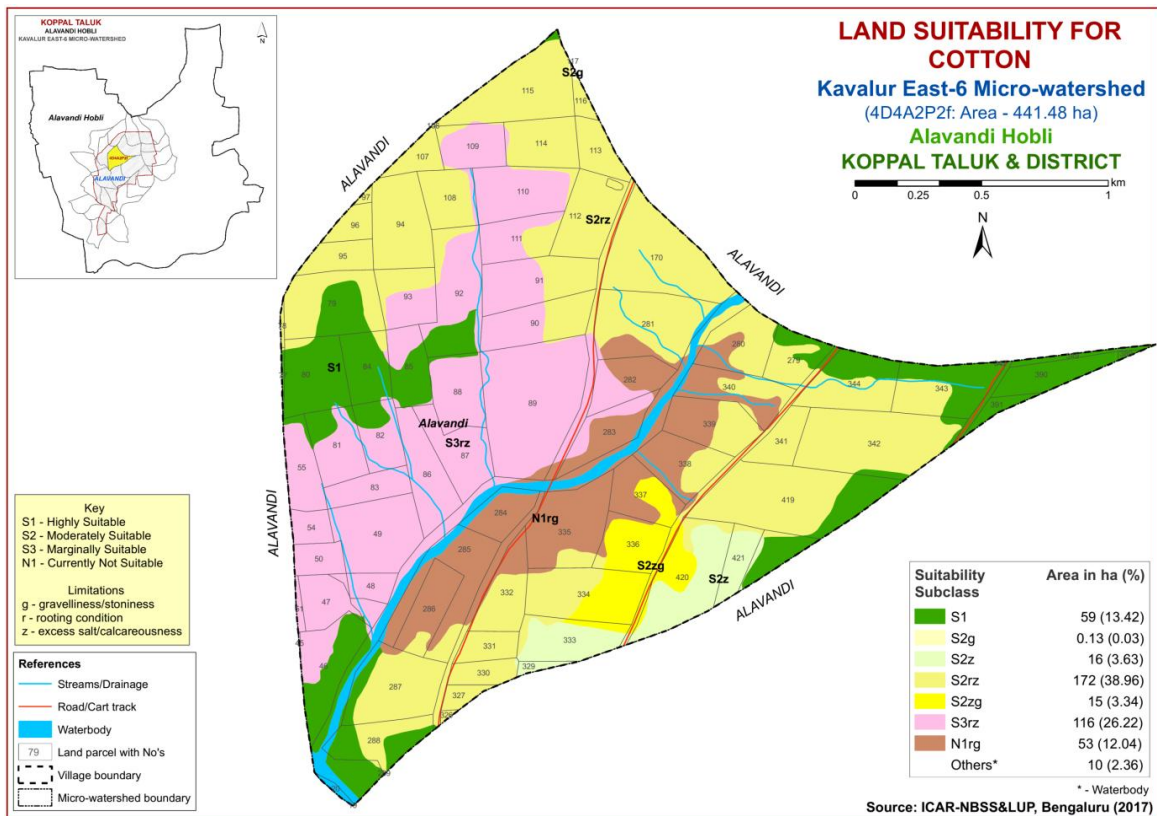 KOPPAL TALUK
ALAVANDI HOBLI
KAVALUR EAST-6 MICRO-WATERSHED
N
Alavandi Hobli
ALAVANDI
LAND SUITABILITY FOR
COTTON
Kavalur East-6 Micro-watershed
(4D4A2P2f: Area - 441.48 ha)
Alavandi Hobli
KOPPAL TALUK & DISTRICT
km
0 0.25 0.5 1
N
S2g
115
116
109
114
113
107
ALAVANDI
110
108
97
112
S2rz
96
94
111
95
170
ALAVANDI
91
92
93
79
90
281
280
279
S1
84
80
85
282
344
343
390
340
391
88
89
Alavandi
S3rz
87
81
82
283
339
341
342
86
55
338
83
337
419
284
N1rg
54
49
335
285
336
421
S2zg
S2z
50
420
ALAVANDI
48
47
286
332
334
ALAVANDI
333
331
46
329
330
287
327
288
Key
S1 - Highly Suitable
S2 - Moderately Suitable
S3 - Marginally Suitable
N1 - Currently Not Suitable
Limitations
g - gravelliness/stoniness
r - rooting condition
z - excess salt/calcareousness
References
Streams/Drainage
Road/Cart track
Waterbody
79 Land parcel with No's
Village boundary
Micro-watershed boundary
Suitability Subclass Area in ha (%)
S1 59 (13.42)
S2g 0.13 (0.03)
S2z 16 (3.63)
S2rz 172 (38.96)
S2zg 15 (3.34)
S3rz 116 (26.22)
N1rg 53 (12.04)
Others* 10 (2.36)
* - Waterbody
Source: ICAR-NBSS&LUP, Bengaluru (2017)